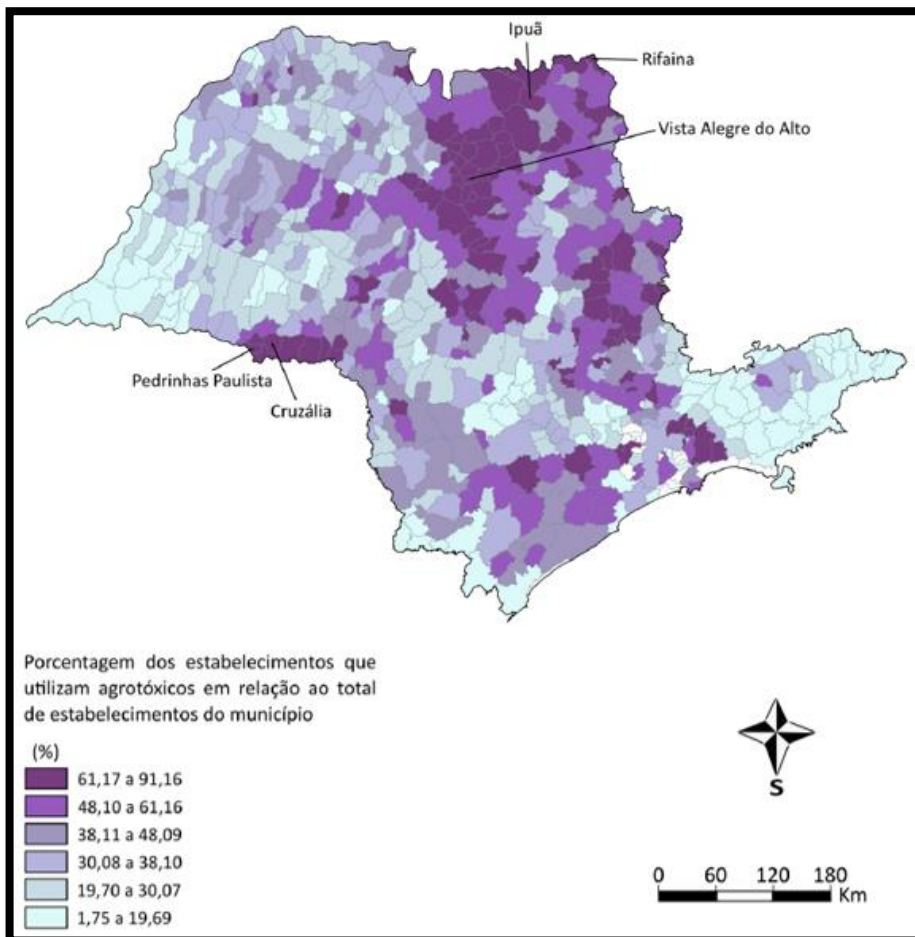 Ipuã
Rifaina
Vista Alegre do Alto
Pedrinhas Paulista
Cruzália
Porcentagem dos estabelecimentos que
utilizam agrotóxicos em relação ao total
de estabelecimentos do município
(%)
61,17 a 91,16
48,10 a 61,16
38,11 a 48,09
30,08 a 38,10
19,70 a 30,07
1,75 a 19,69
S
0 60 120 180
Km